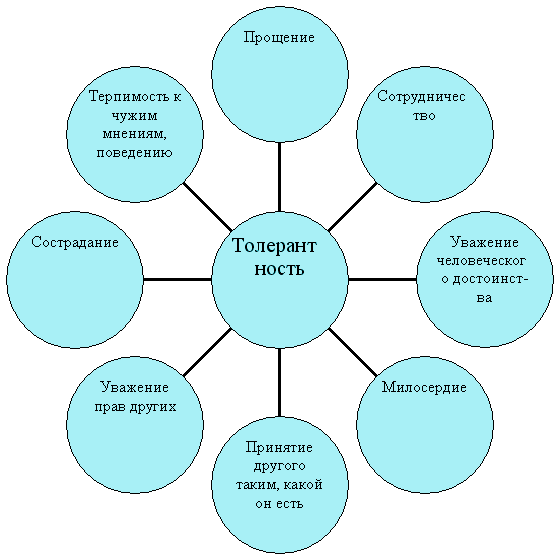 Прощение
Терпимость к
чужим
мнениям,
поведению
Сотрудничес
тво
Сострадание
Толерант
ность
Уважение
человеческог
о достоинст-
ва
Уважение
прав других
Милосердие
Принятие
другого
таким, какой
он есть